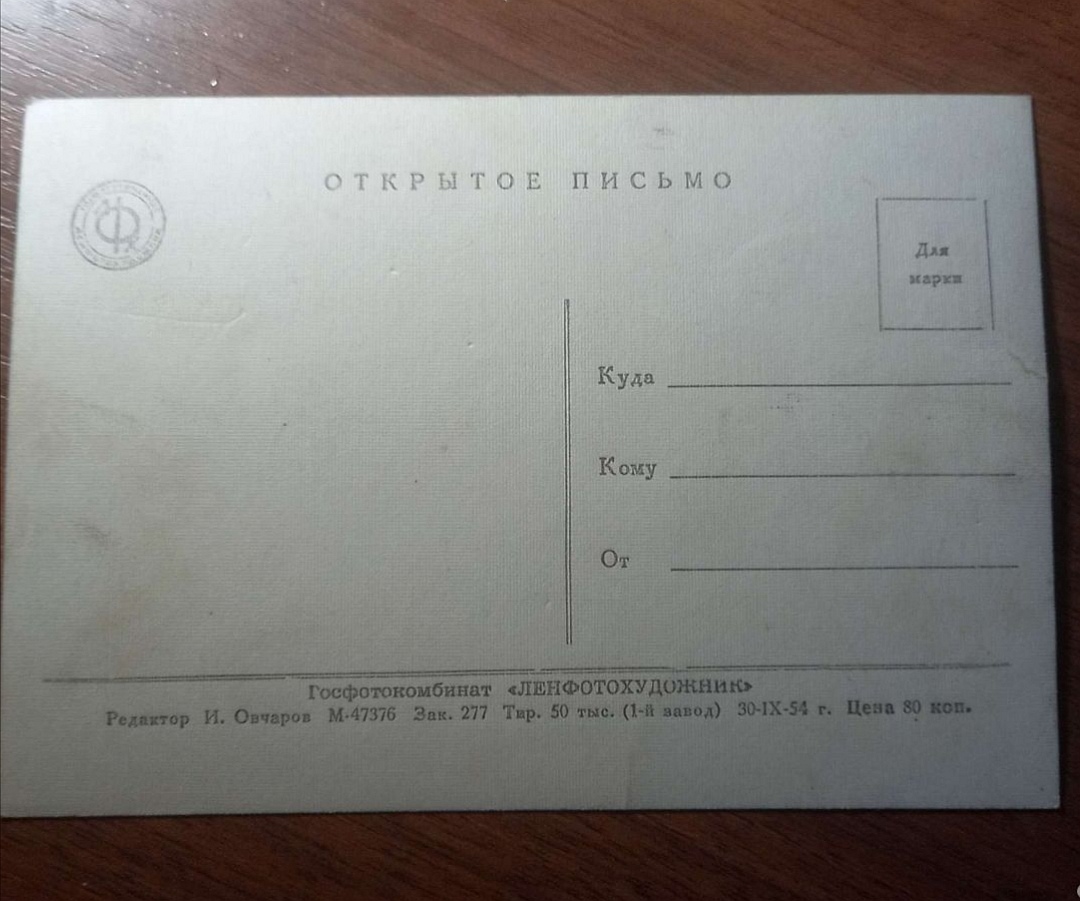 ОТКРЫТОЕ ПИСЬМО
Ф
Для
марки
Куда
Кому
От
Госфотокомбинат «ЛЕНФОТОХУДОЖНИК»
Редактор И. Овчаров М-47376 Зак. 277 Тир. 50 тыс. (1-й завод) 30-IX-54 г. Цена 80 коп.